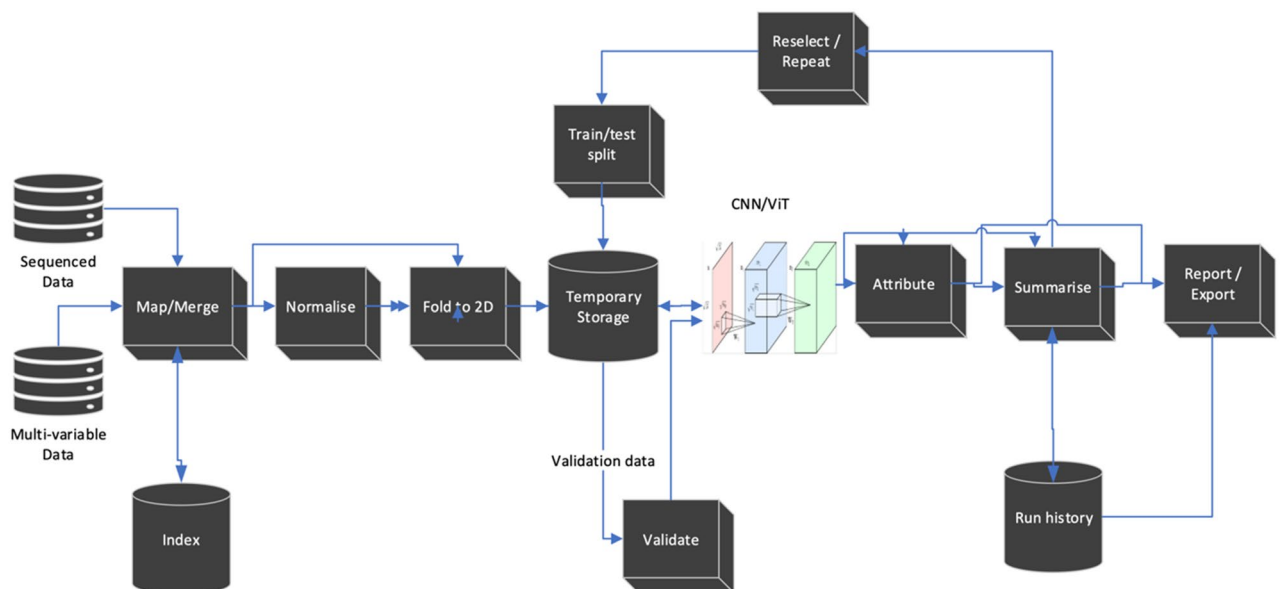 Reselect /
Repeat
Train/test
split
CNN/ViT
Sequenced
Data
Map/Merge
Normalise
Fold to 2D
Temporary
Storage
Attribute
Summarise
Report /
Export
Multi-variable
Data
Validation data
Index
Validate
Run history